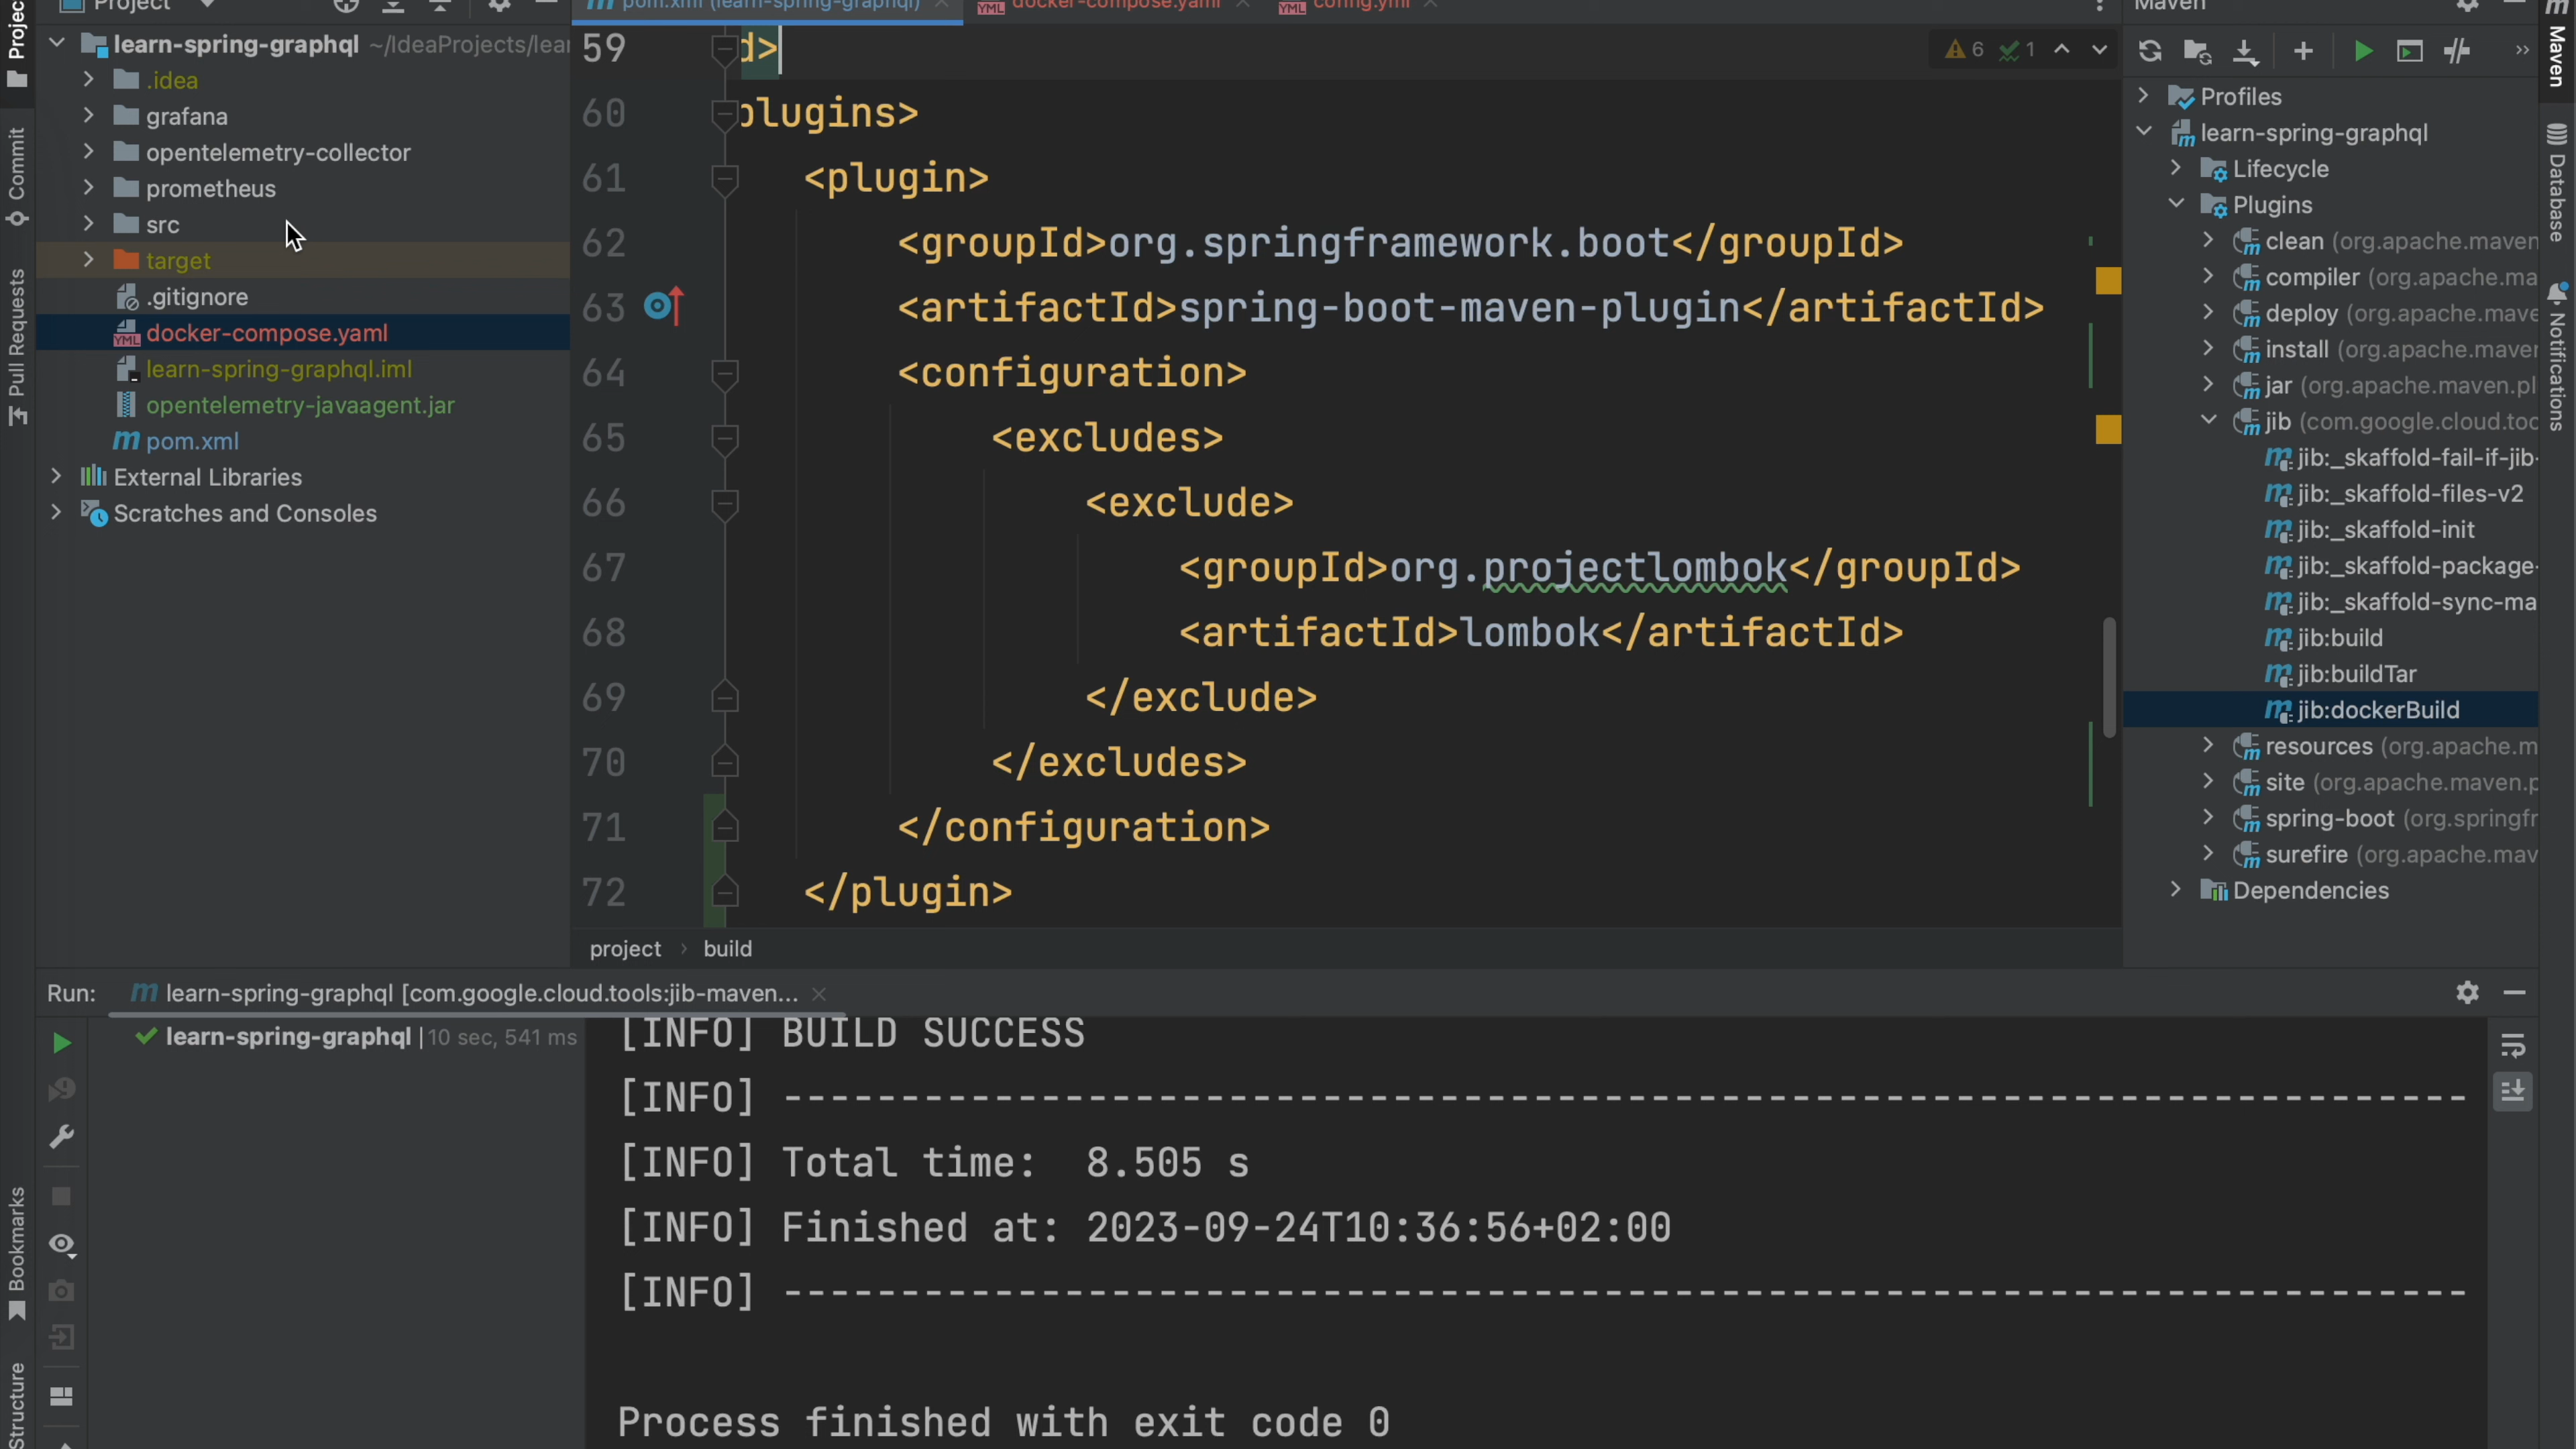 Project
pom.xml (learn-spring-graphql)
docker-compose.yaml
config.yml
Maven
learn-spring-graphql ~/IdeaProjects/lear
.idea
grafana
opentelemetry-collector
prometheus
src
target
.gitignore
YML docker-compose.yaml
learn-spring-graphql.iml
opentelemetry-javaagent.jar
m pom.xml
External Libraries
Scratches and Consoles
Project
Commit
Pull Requests
Bookmarks
Structure
6 1
59 d>
60 plugins>
61 <plugin>
62 <groupId>org.springframework.boot</groupId>
63 <artifactId>spring-boot-maven-plugin</artifactId>
64 <configuration>
65 <excludes>
66 <exclude>
67 <groupId>org.projectlombok</groupId>
68 <artifactId>lombok</artifactId>
69 </exclude>
70 </excludes>
71 </configuration>
72 </plugin>
project › build
Profiles
learn-spring-graphql
Lifecycle
Plugins
clean (org.apache.maven
compiler (org.apache.ma
deploy (org.apache.mave
install (org.apache.maven
jar (org.apache.maven.pl
jib (com.google.cloud.too
jib:_skaffold-fail-if-jib-
jib:_skaffold-files-v2
jib:_skaffold-init
jib:_skaffold-package-
jib:_skaffold-sync-ma
jib:build
jib:buildTar
jib:dockerBuild
resources (org.apache.m
site (org.apache.maven.p
spring-boot (org.springfr
surefire (org.apache.mav
Dependencies
Maven
Database
Notifications
Run: m learn-spring-graphql [com.google.cloud.tools:jib-maven...
learn-spring-graphql 10 sec, 541 ms
[INFO] BUILD SUCCESS
[INFO] ------------------------------------------------------------------------
[INFO] Total time:  8.505 s
[INFO] Finished at: 2023-09-24T10:36:56+02:00
[INFO] ------------------------------------------------------------------------
Process finished with exit code 0